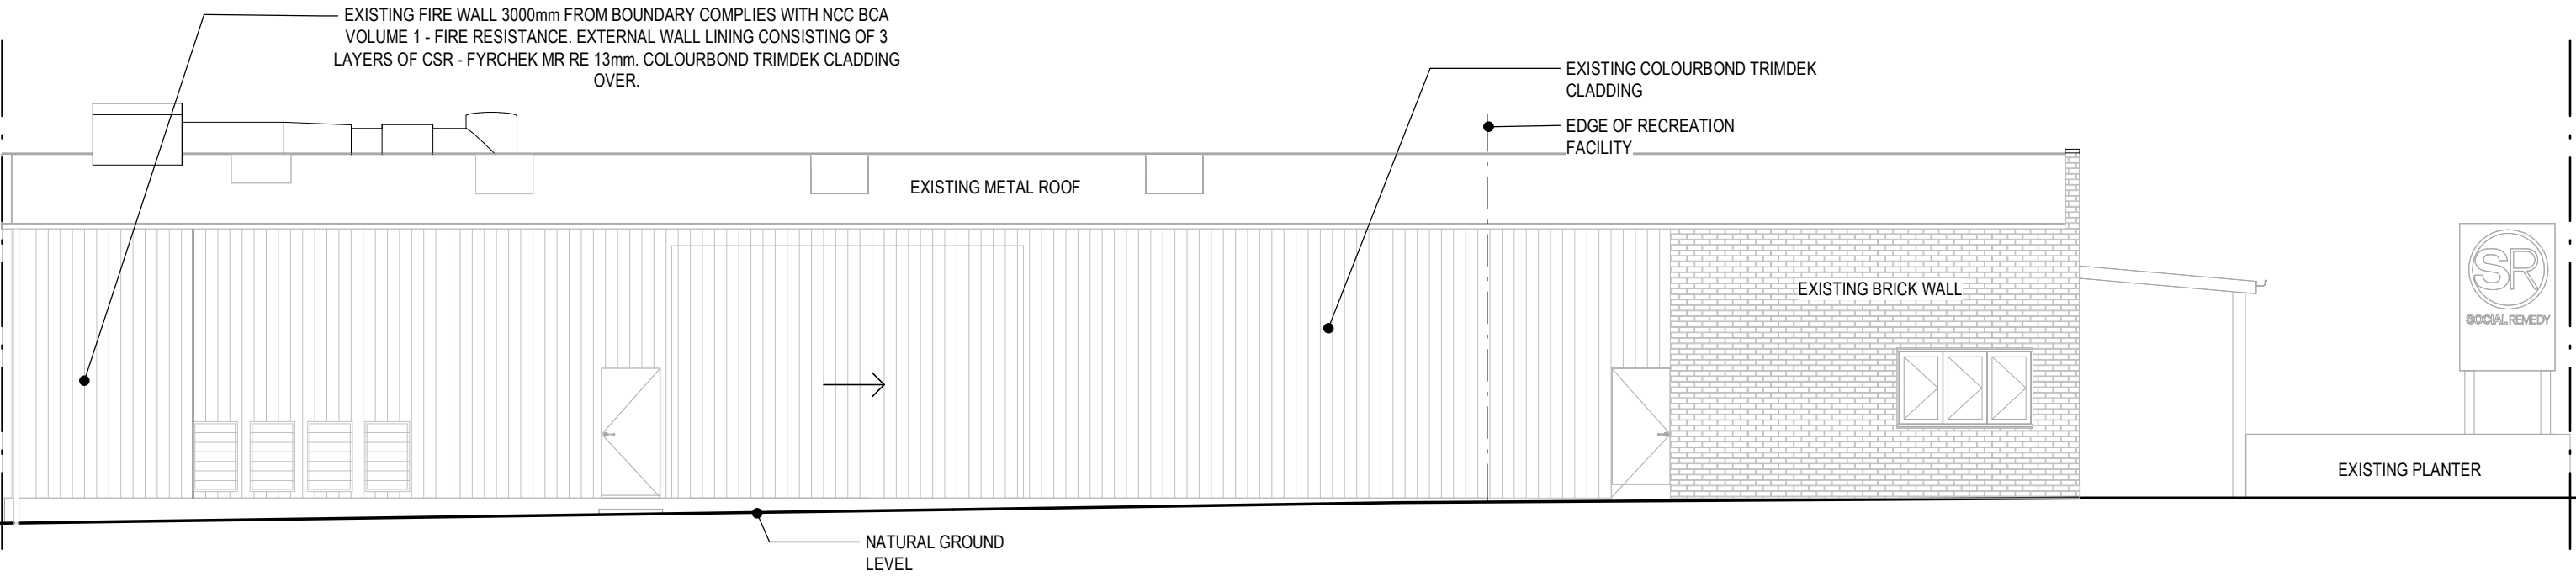 EXISTING FIRE WALL 3000mm FROM BOUNDARY COMPLIES WITH NCC BCA
VOLUME 1 - FIRE RESISTANCE. EXTERNAL WALL LINING CONSISTING OF 3
LAYERS OF CSR - FYRCHEK MR RE 13mm. COLOURBOND TRIMDEK CLADDING
OVER.
EXISTING COLOURBOND TRIMDEK
CLADDING
EDGE OF RECREATION
FACILITY
EXISTING METAL ROOF
EXISTING BRICK WALL
SR
SOCIAL REMEDY
EXISTING PLANTER
NATURAL GROUND
LEVEL